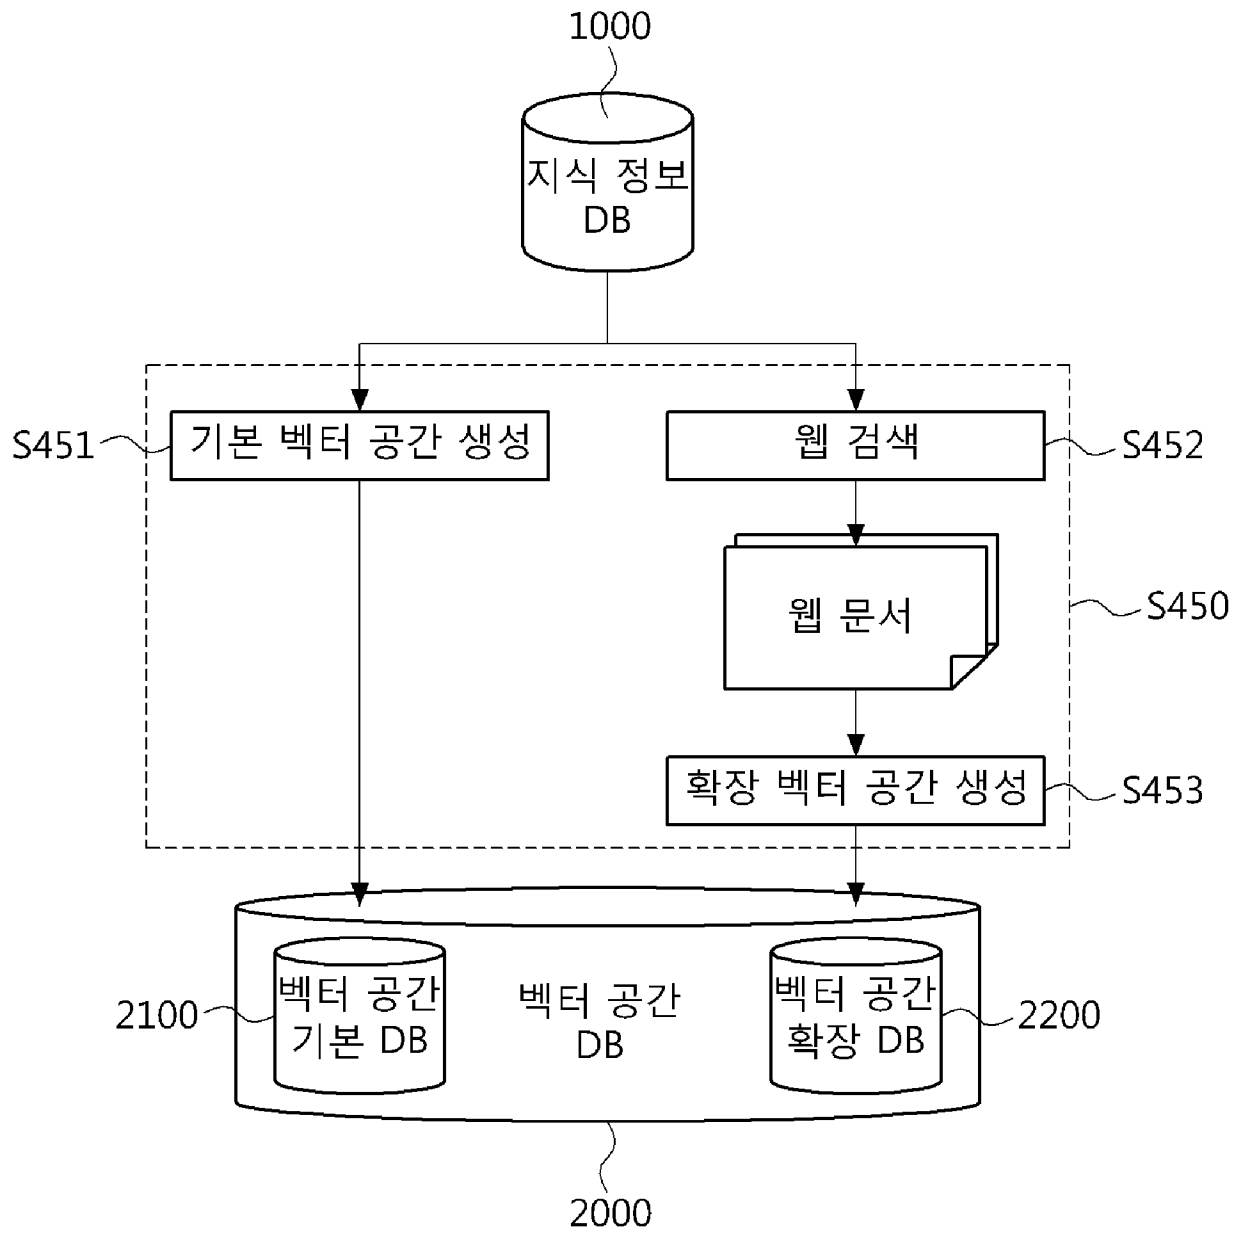 1000
지식 정보
DB
S451
기본 벡터 공간 생성
웹 검색
S452
웹 문서
S450
확장 벡터 공간 생성
S453
2100
벡터 공간
기본 DB
벡터 공간
DB
벡터 공간
확장 DB
2200
2000